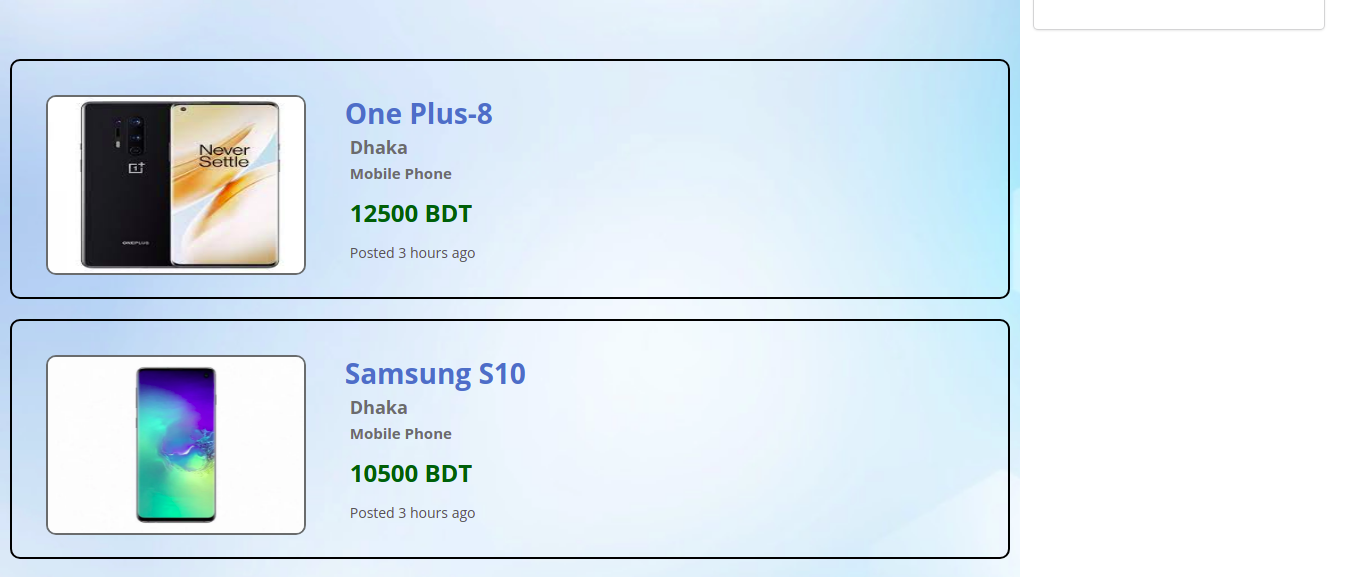 One Plus-8
Dhaka
Mobile Phone
12500 BDT
Posted 3 hours ago
Never
Settle
1+
ONEPLUS
Samsung S10
Dhaka
Mobile Phone
10500 BDT
Posted 3 hours ago